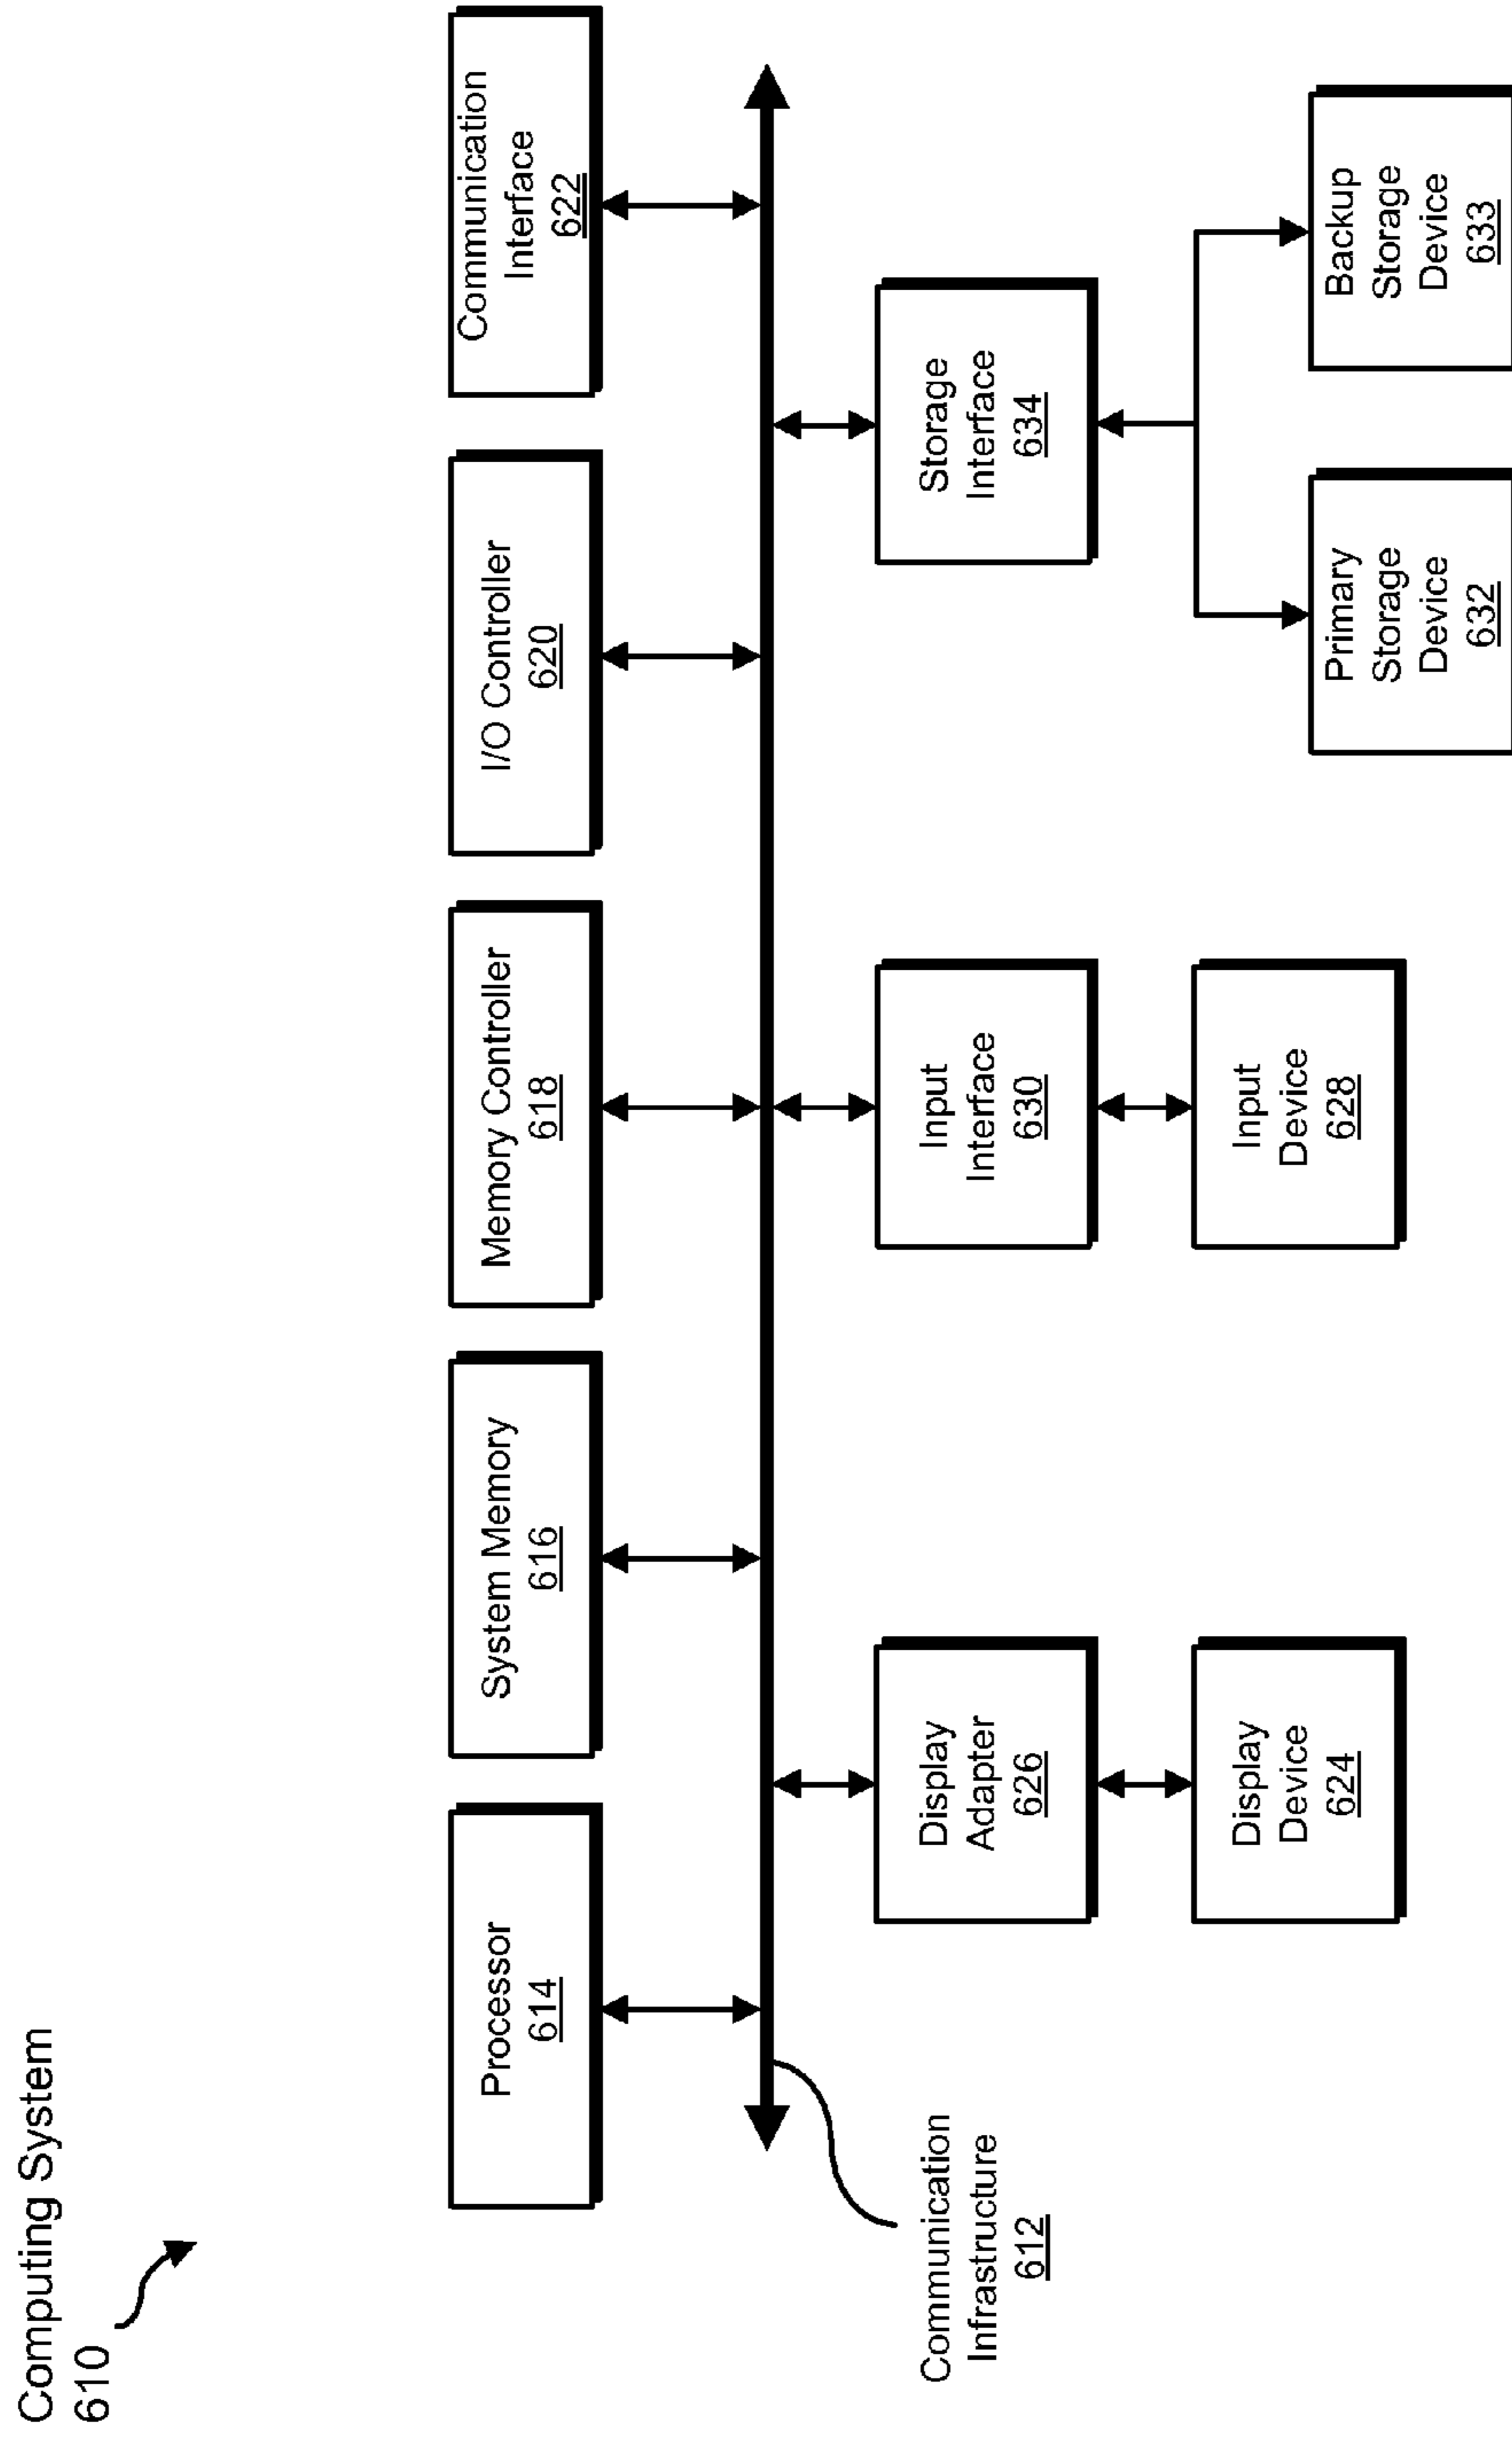 Computing System
610
Processor
614
System Memory
616
Memory Controller
618
I/O Controller
620
Communication
Interface
622
Communication
Infrastructure
612
Display
Adapter
626
Input
Interface
630
Storage
Interface
634
Display
Device
624
Input
Device
628
Primary
Storage
Device
632
Backup
Storage
Device
633